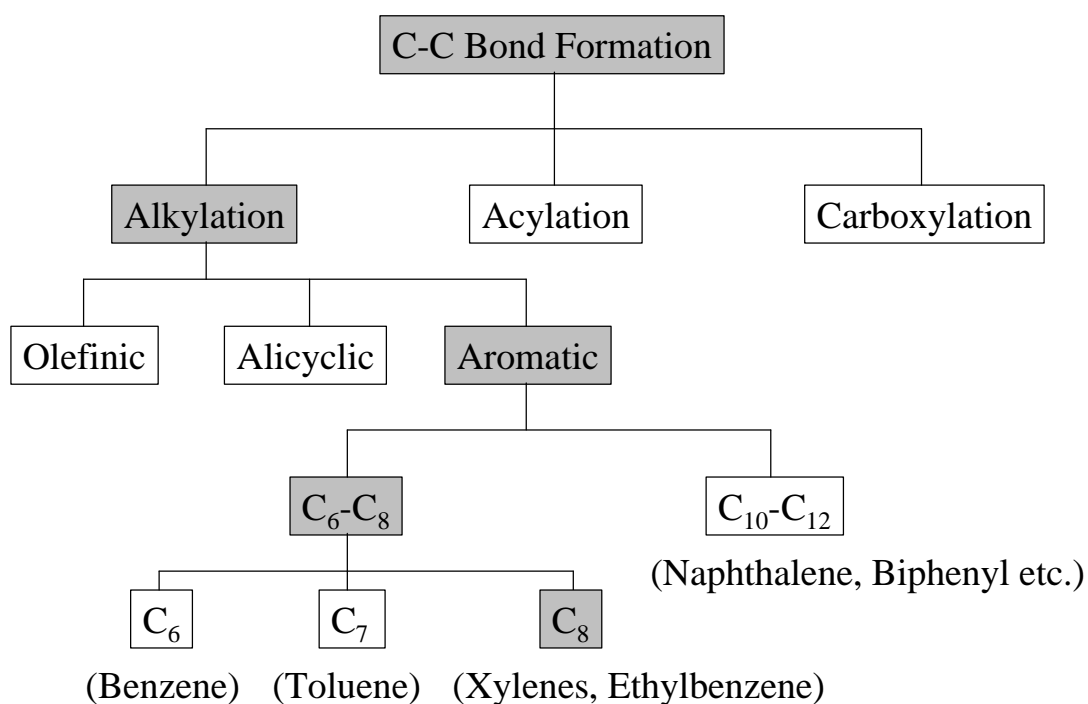 C-C Bond Formation
Alkylation
Acylation
Carboxylation
Olefinic
Alicyclic
Aromatic
C₆-C₈
C₁₀-C₁₂
(Naphthalene, Biphenyl etc.)
C₆
C₇
C₈
(Benzene)
(Toluene)
(Xylenes, Ethylbenzene)